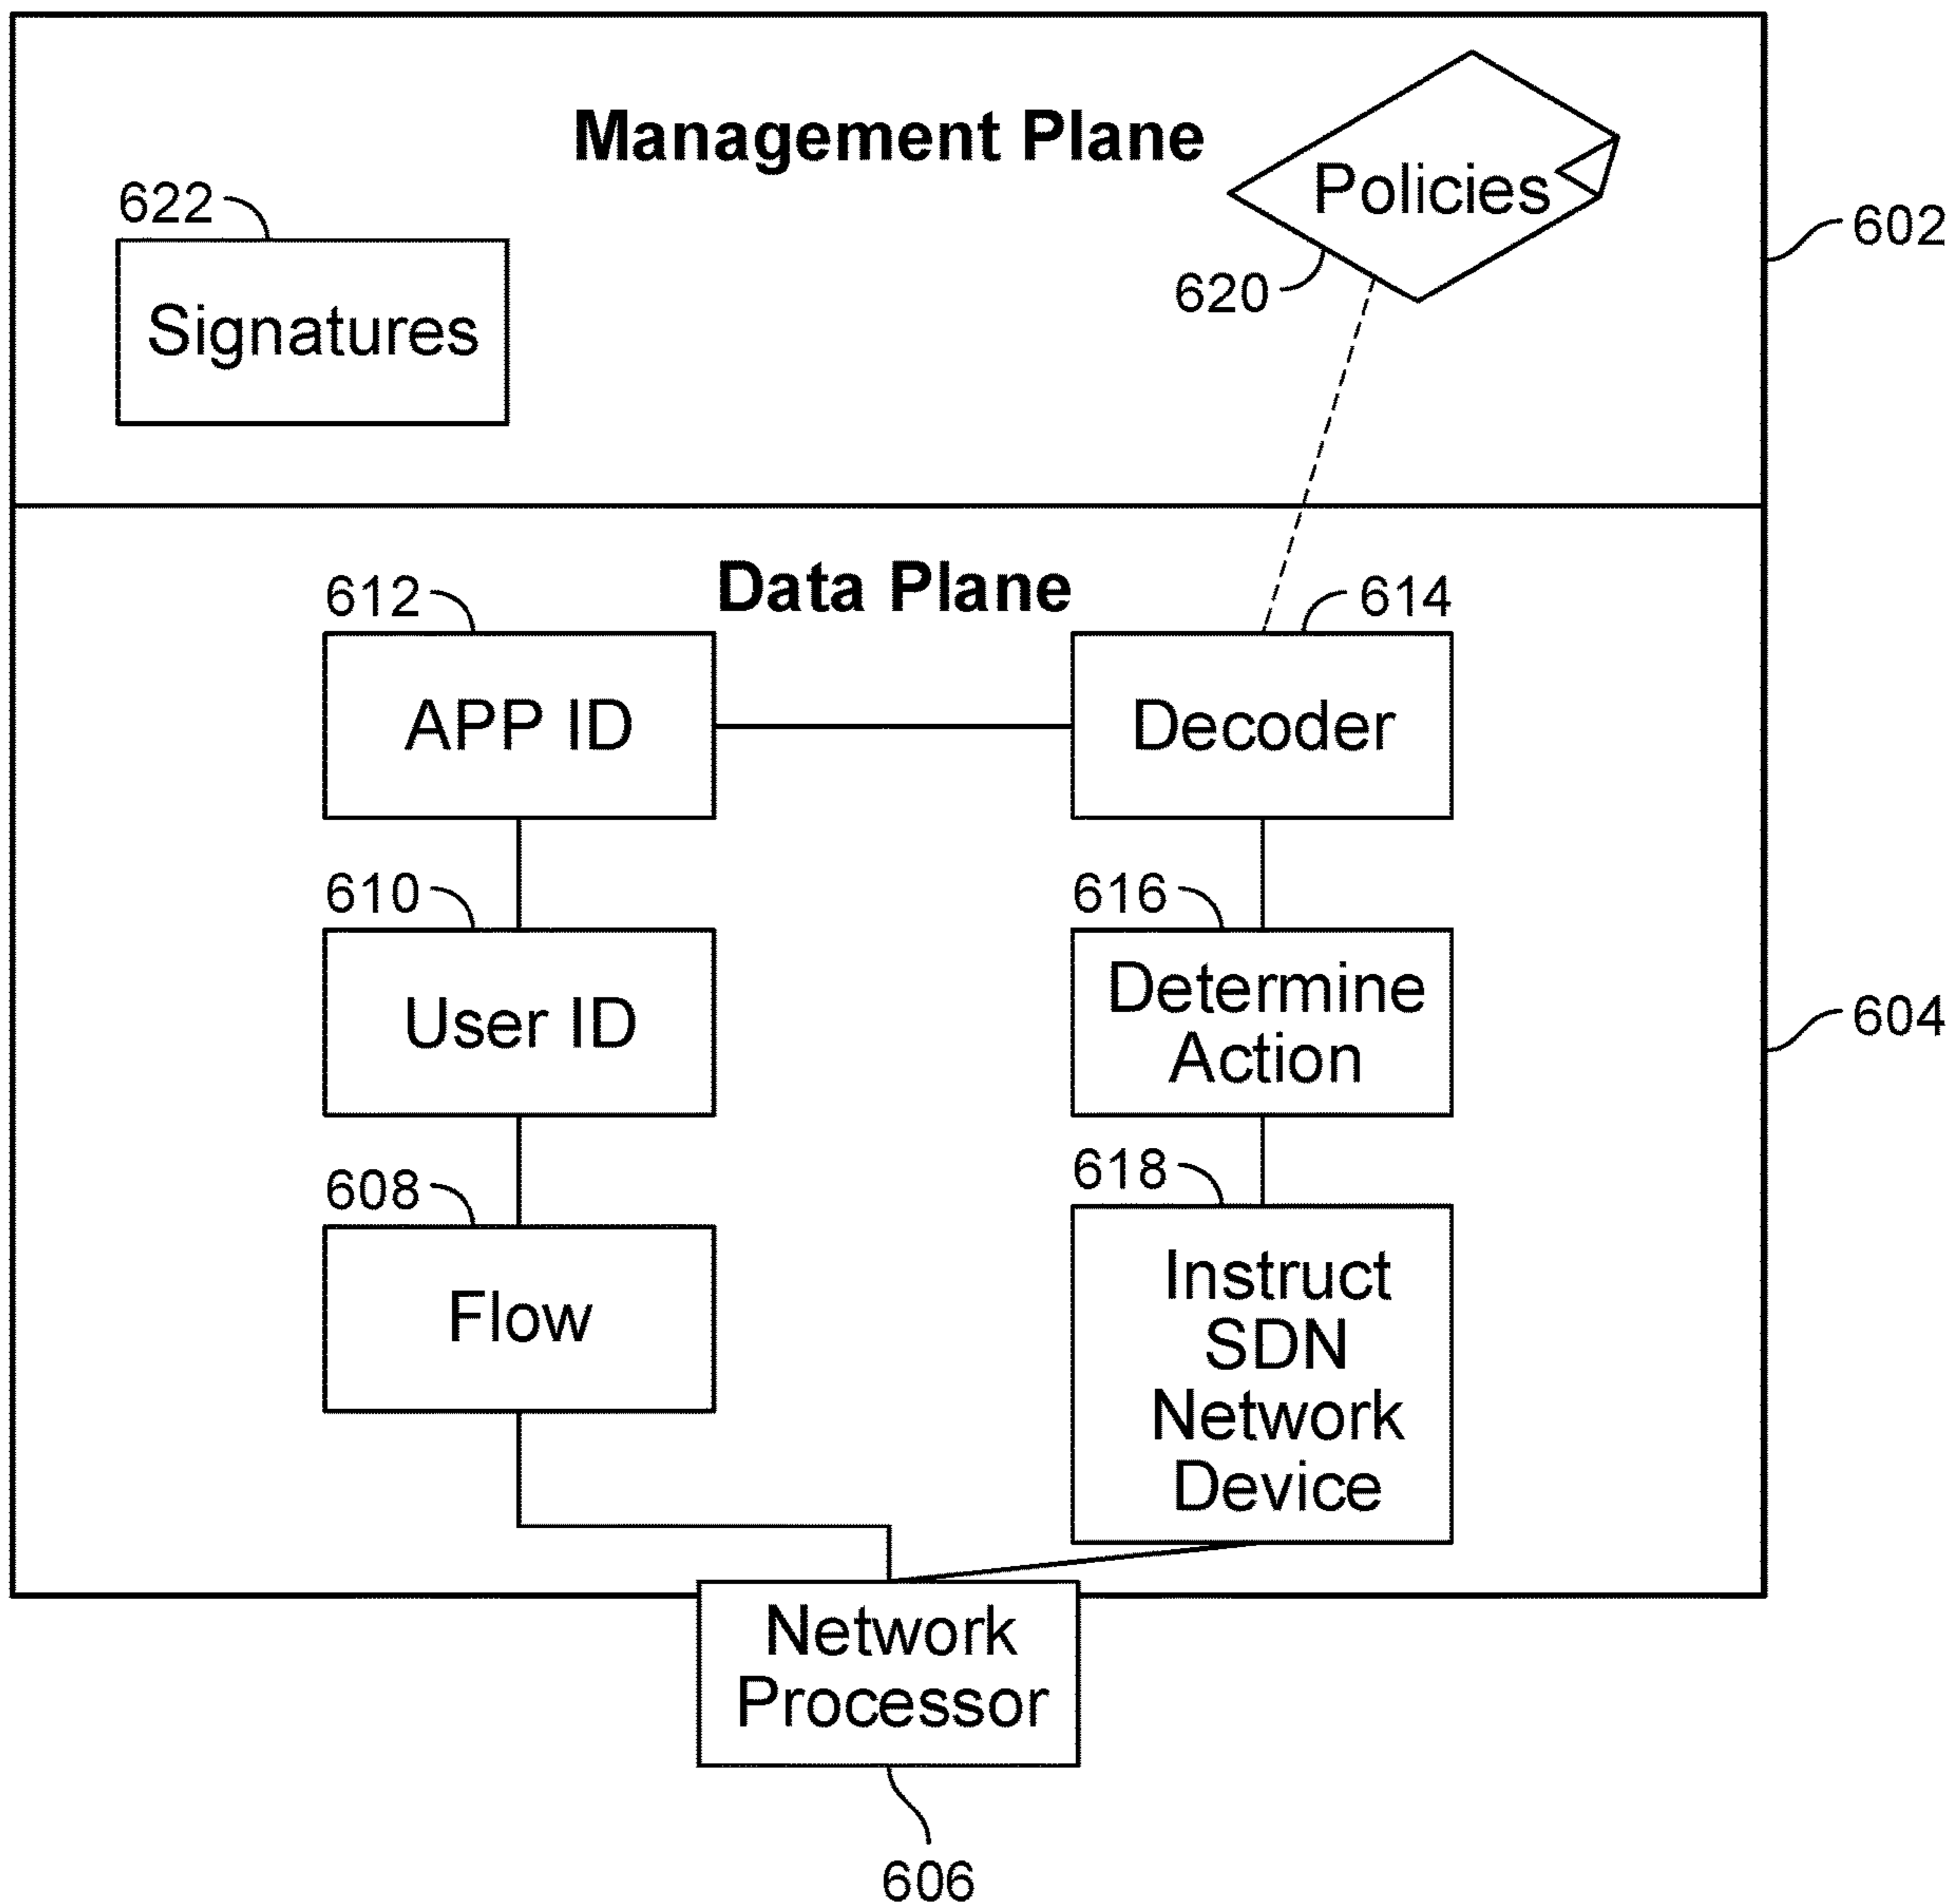 Management Plane
Policies
622
602
620
Signatures
Data Plane
612
614
APP ID
Decoder
610
616
User ID
Determine
Action
604
608
618
Flow
Instruct
SDN
Network
Device
Network
Processor
606